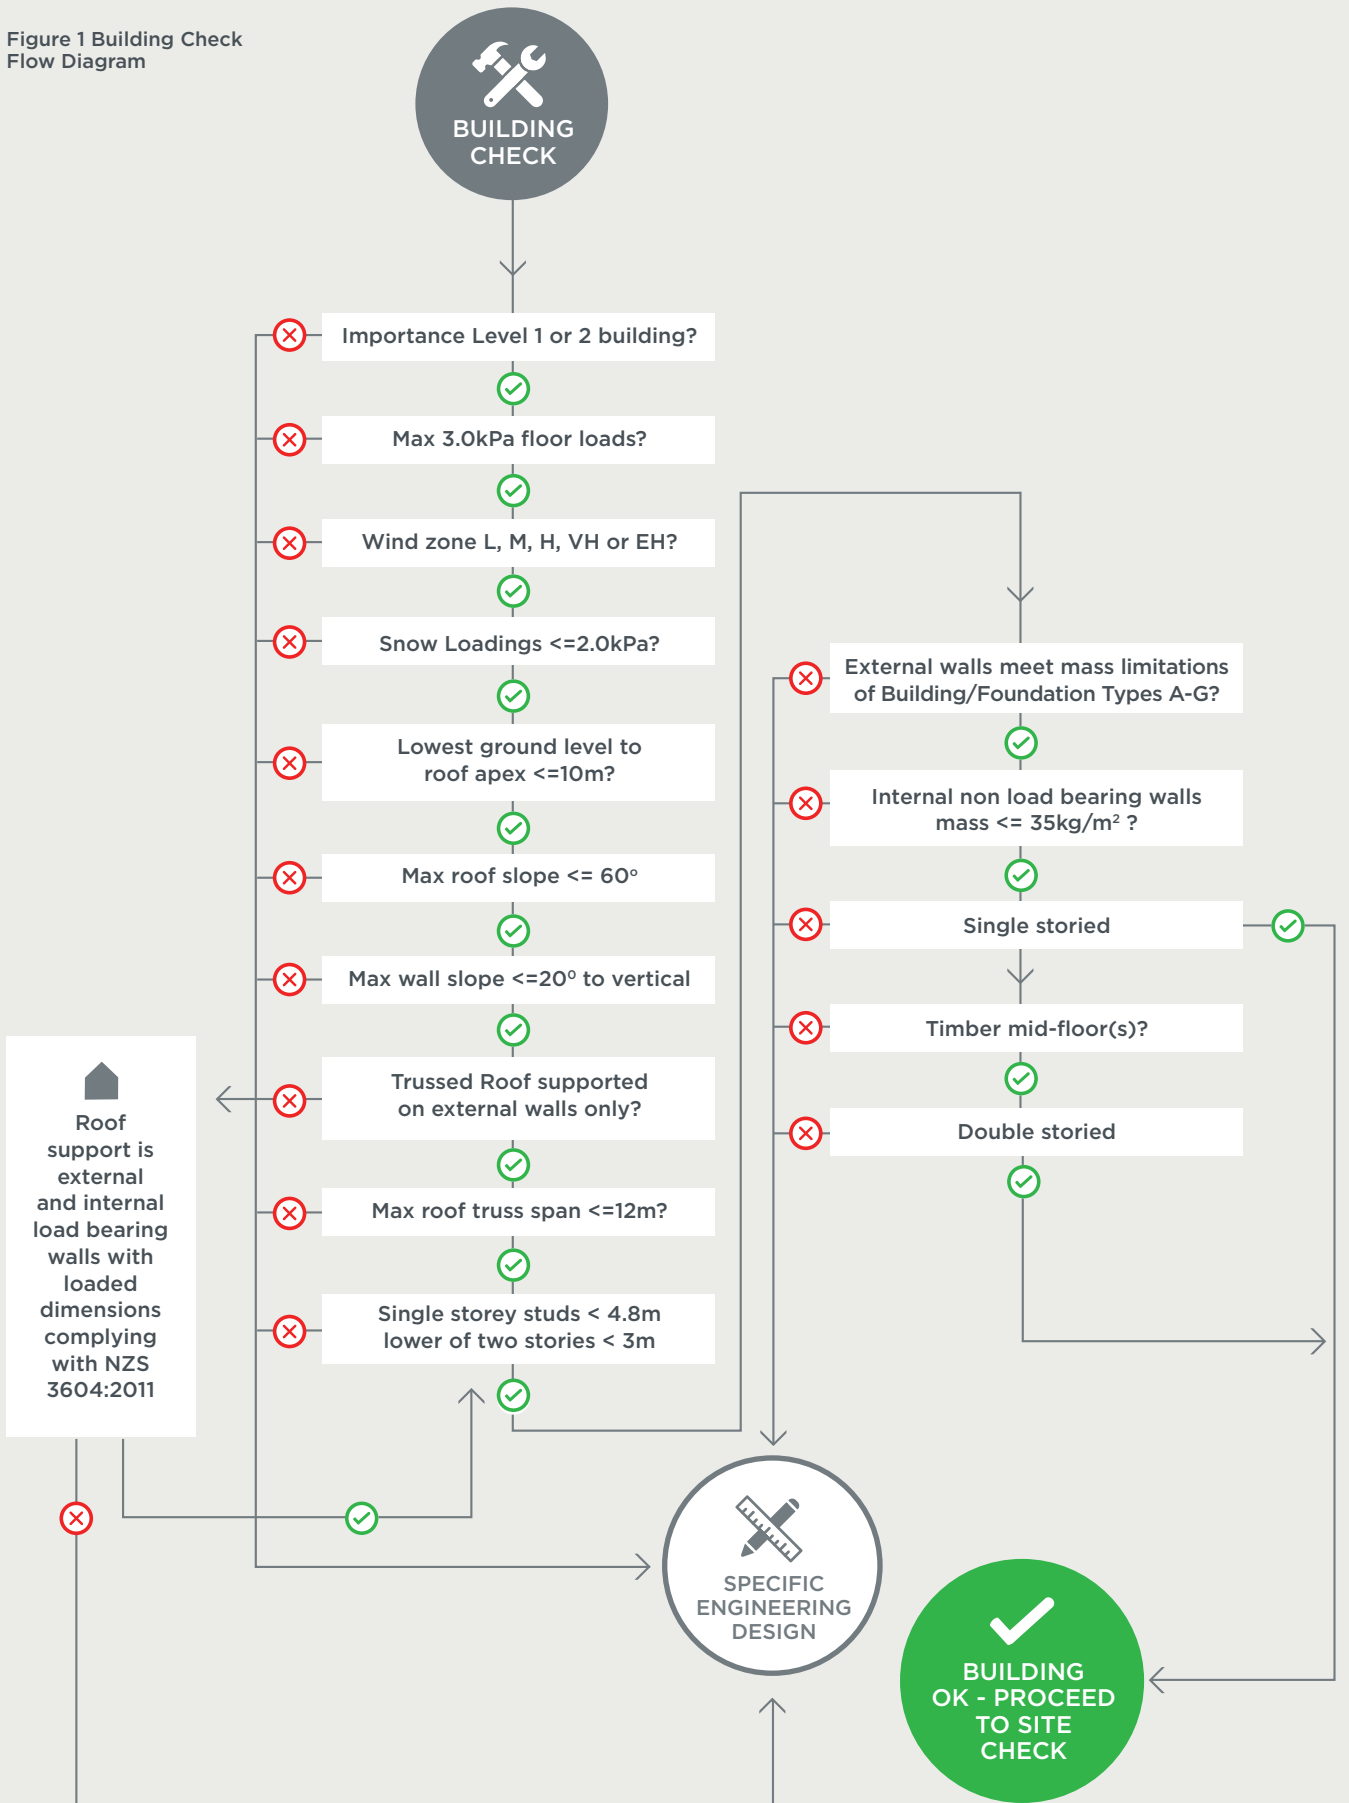 Figure 1 Building Check
Flow Diagram
BUILDING
CHECK
Importance Level 1 or 2 building?
Max 3.0kPa floor loads?
Wind zone L, M, H, VH or EH?
Snow Loadings <=2.0kPa?
Lowest ground level to
roof apex <=10m?
Max roof slope <= 60°
Max wall slope <=20° to vertical
Trussed Roof supported
on external walls only?
Max roof truss span <=12m?
Single storey studs < 4.8m
lower of two stories < 3m
Roof
support is
external
and internal
load bearing
walls with
loaded
dimensions
complying
with NZS
3604:2011
External walls meet mass limitations
of Building/Foundation Types A-G?
Internal non load bearing walls
mass <= 35kg/m² ?
Single storied
Timber mid-floor(s)?
Double storied
SPECIFIC
ENGINEERING
DESIGN
BUILDING
OK - PROCEED
TO SITE
CHECK